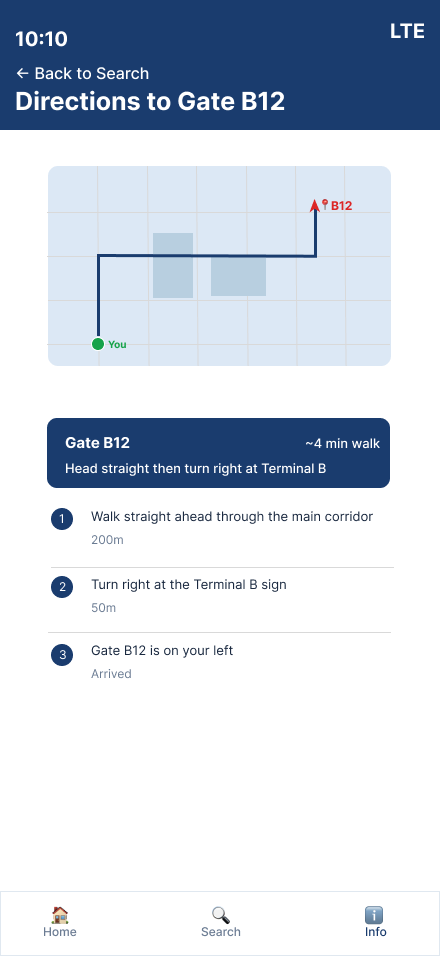 10:10
LTE
← Back to Search
Directions to Gate B12
B12
You
Gate B12
~4 min walk
Head straight then turn right at Terminal B
1
Walk straight ahead through the main corridor
200m
2
Turn right at the Terminal B sign
50m
3
Gate B12 is on your left
Arrived
Home
Search
Info